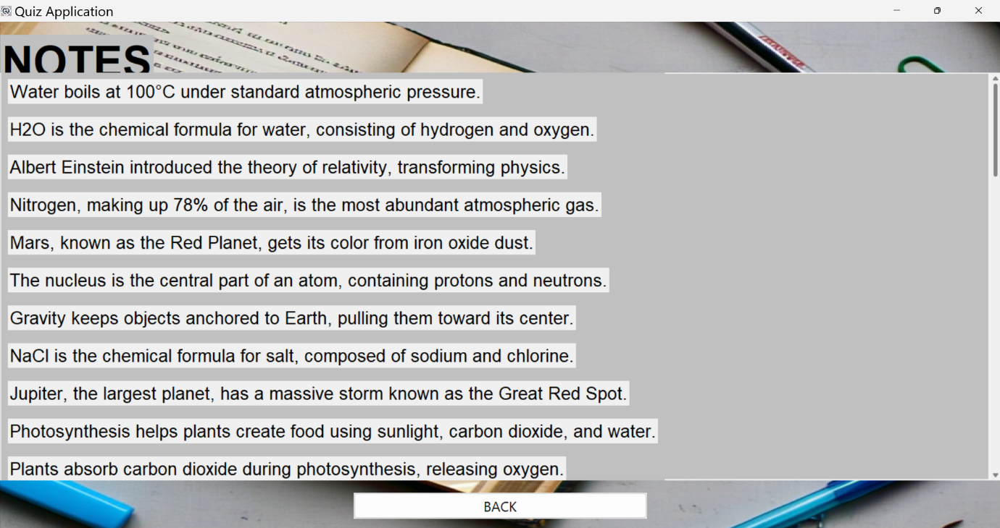 Quiz Application
NOTES
Water boils at 100°C under standard atmospheric pressure.
H2O is the chemical formula for water, consisting of hydrogen and oxygen.
Albert Einstein introduced the theory of relativity, transforming physics.
Nitrogen, making up 78% of the air, is the most abundant atmospheric gas.
Mars, known as the Red Planet, gets its color from iron oxide dust.
The nucleus is the central part of an atom, containing protons and neutrons.
Gravity keeps objects anchored to Earth, pulling them toward its center.
NaCl is the chemical formula for salt, composed of sodium and chlorine.
Jupiter, the largest planet, has a massive storm known as the Great Red Spot.
Photosynthesis helps plants create food using sunlight, carbon dioxide, and water.
Plants absorb carbon dioxide during photosynthesis, releasing oxygen.
BACK